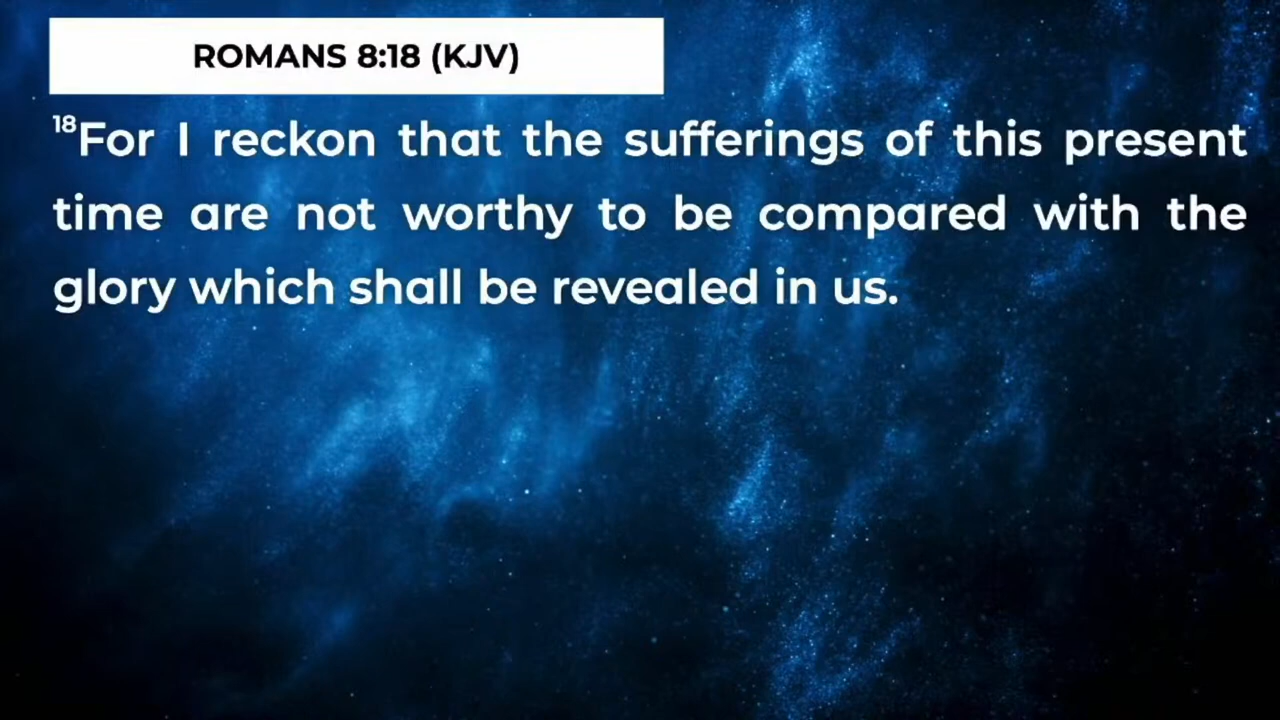 ROMANS 8:18 (KJV)
18For I reckon that the sufferings of this present
time are not worthy to be compared with the
glory which shall be revealed in us.